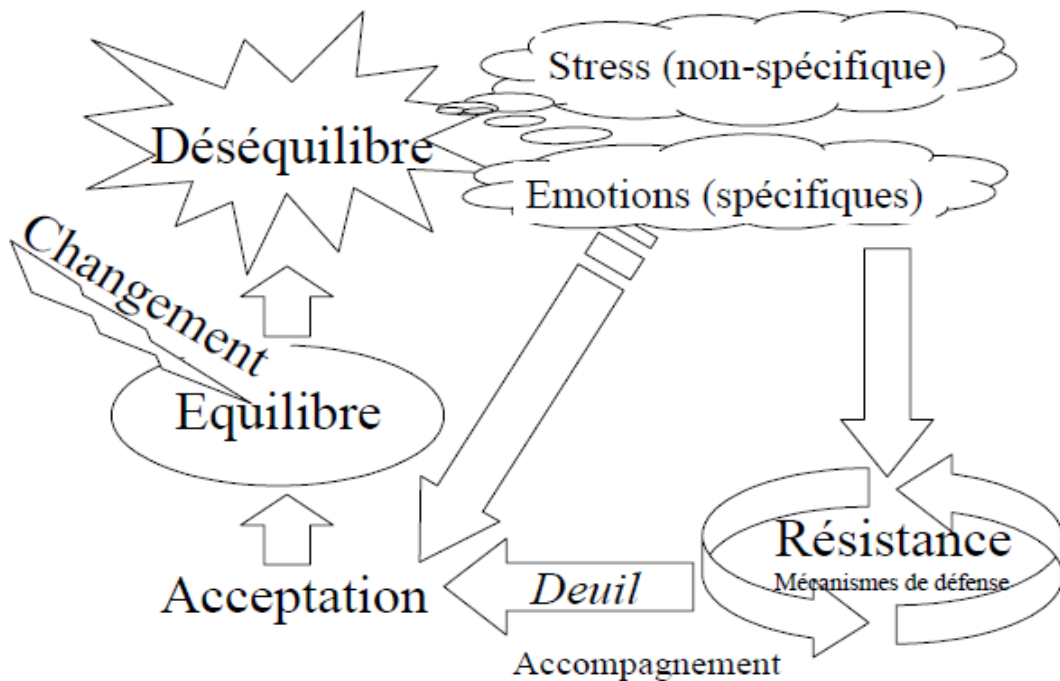 Stress (non-spécifique)
Déséquilibre
Emotions (spécifiques)
Changement
Equilibre
Résistance
Mécanismes de défense
Acceptation
Deuil
Accompagnement